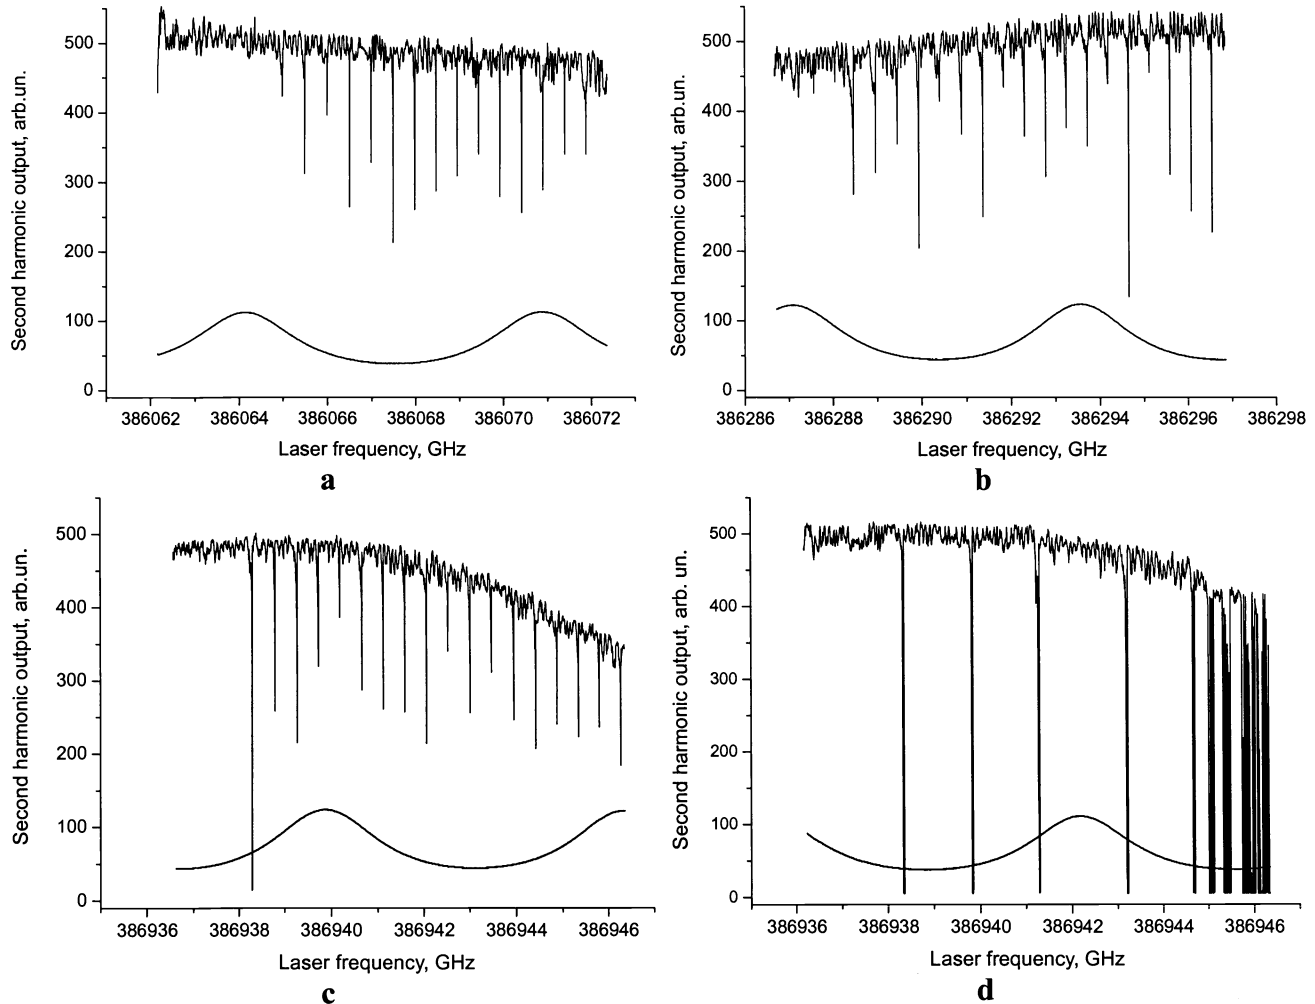 Second harmonic output, arb.un.
500
400
300
200
100
0
386062 386064 386066 386068 386070 386072
Laser frequency, GHz
a
Second harmonic output, arb.un.
500
400
300
200
100
0
386286 386288 386290 386292 386294 386296 386298
Laser frequency, GHz
b
Second harmonic output, arb.un.
500
400
300
200
100
0
386936 386938 386940 386942 386944 386946
Laser frequency, GHz
c
Second harmonic output, arb. un.
500
400
300
200
100
0
386936 386938 386940 386942 386944 386946
Laser frequency, GHz
d